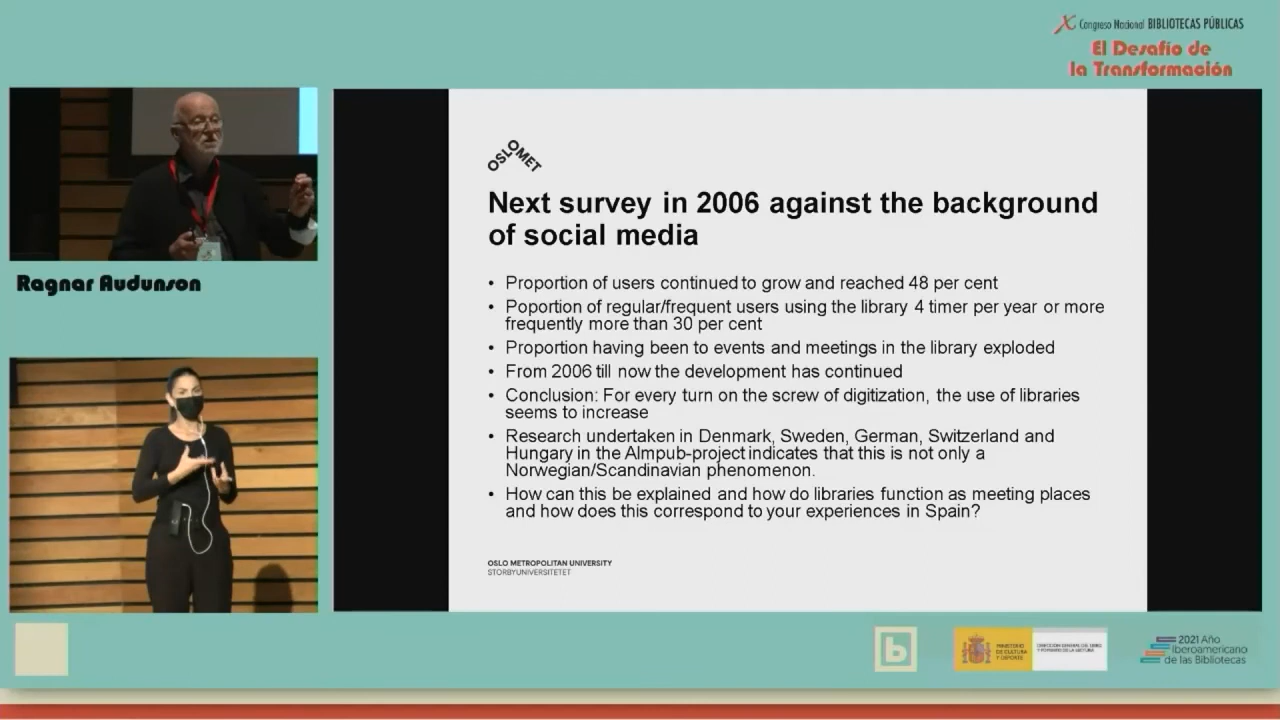 X Congreso Nacional BIBLIOTECAS PÚBLICAS
El Desafío de
la Transformación
Ragnar Audunson
OSLOMET
Next survey in 2006 against the background
of social media
• Proportion of users continued to grow and reached 48 per cent
• Poportion of regular/frequent users using the library 4 timer per year or more
frequently more than 30 per cent
• Proportion having been to events and meetings in the library exploded
• From 2006 till now the development has continued
• Conclusion: For every turn on the screw of digitization, the use of libraries
seems to increase
• Research undertaken in Denmark, Sweden, German, Switzerland and
Hungary in the Almpub-project indicates that this is not only a
Norwegian/Scandinavian phenomenon.
• How can this be explained and how do libraries function as meeting places
and how does this correspond to your experiences in Spain?
OSLO METROPOLITAN UNIVERSITY
STORBYUNIVERSITETET
b
MINISTERIO
DE CULTURA
Y DEPORTE
DIRECCIÓN GENERAL DEL LIBRO
Y FOMENTO DE LA LECTURA
2021 Año
Iberoamericano
de las Bibliotecas